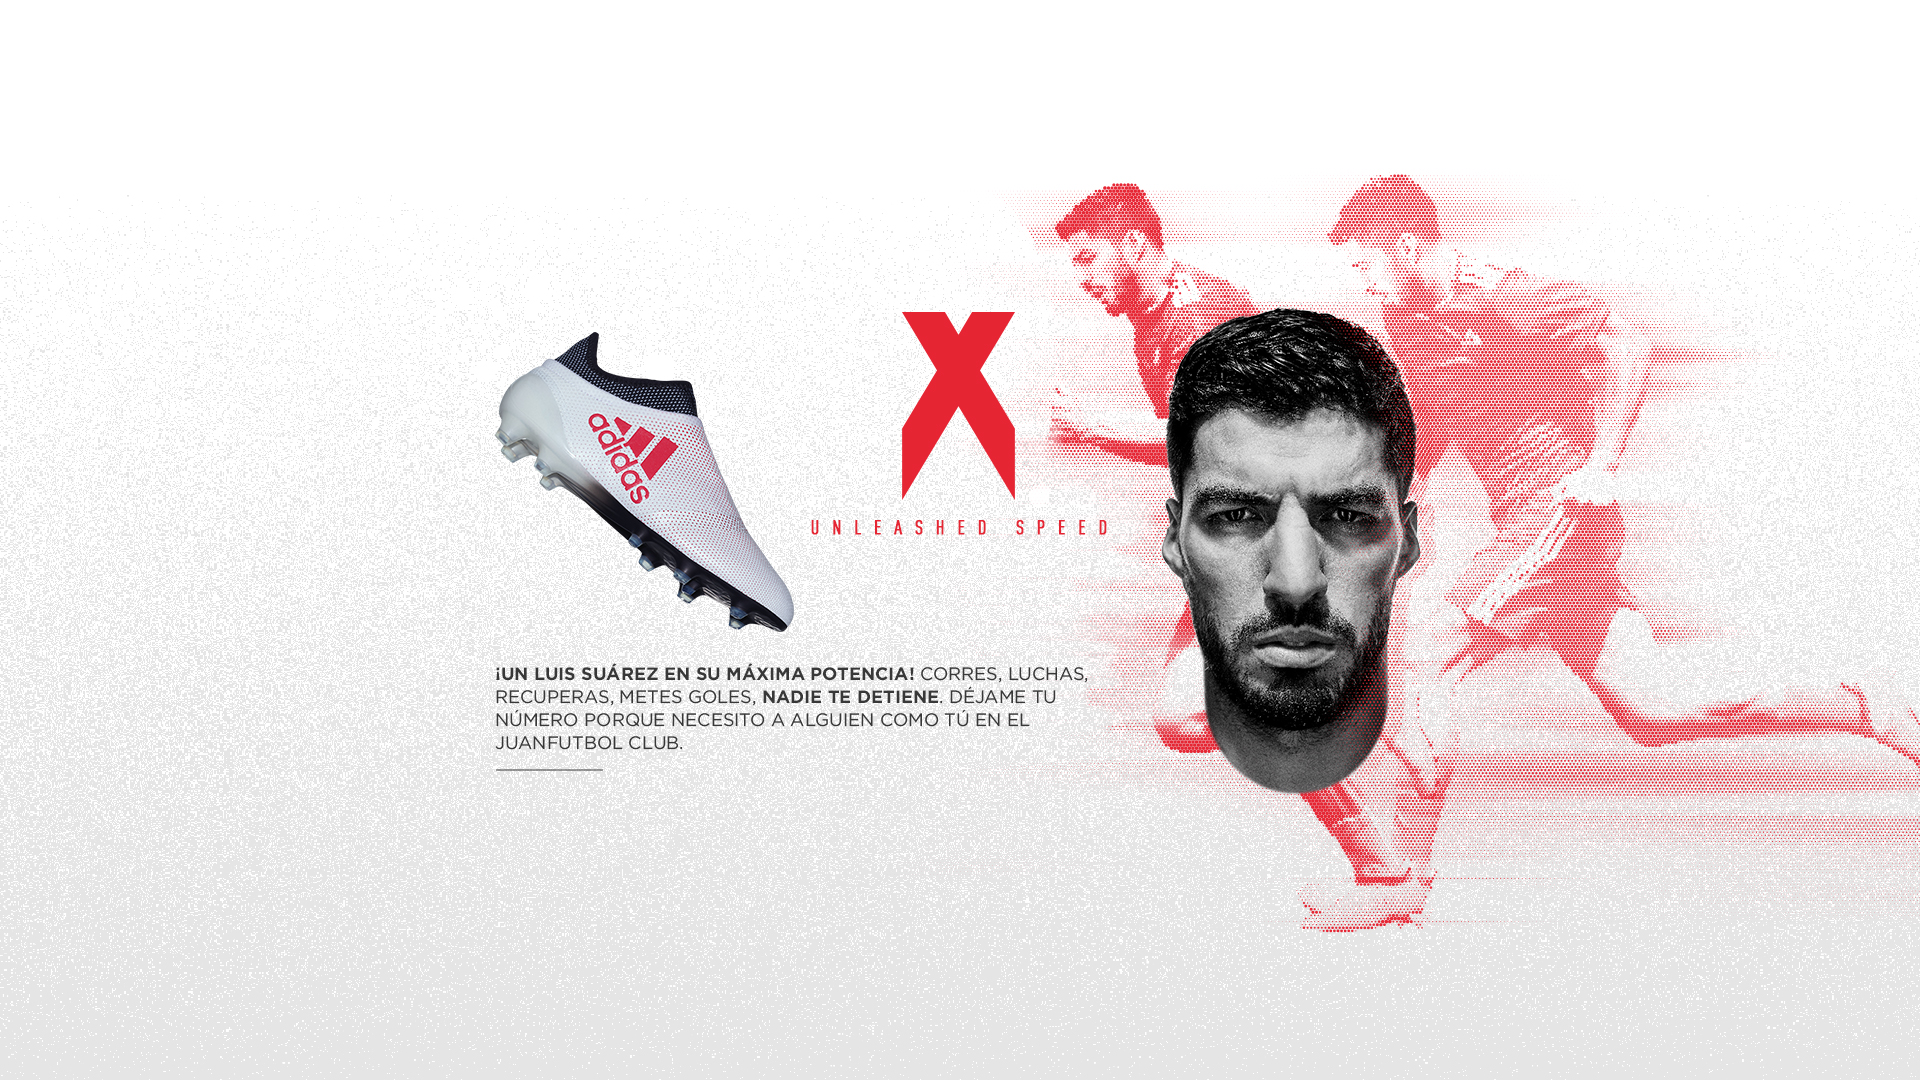 adidas
X
UNLEASHED SPEED
¡UN LUIS SUÁREZ EN SU MÁXIMA POTENCIA! CORRES, LUCHAS,
RECUPERAS, METES GOLES, NADIE TE DETIENE. DÉJAME TU
NÚMERO PORQUE NECESITO A ALGUIEN COMO TÚ EN EL
JUANFUTBOL CLUB.